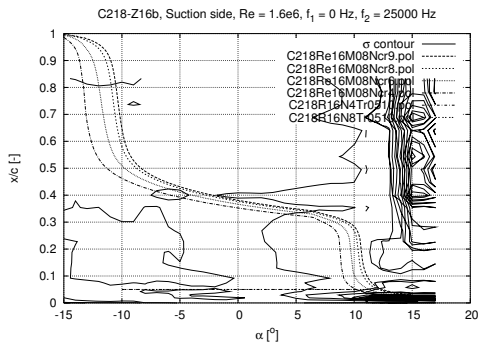 C218-Z16b, Suction side, Re = 1.6e6, f1 = 0 Hz, f2 = 25000 Hz
σ contour
C218Re16M08Ncr9.pol
C218Re16M08Ncr8.pol
C218Re16M08Ncr6.pol
C218Re16M08Ncr4.pol
C218R16N4Tr0510.pol
C218R16N8Tr0510.pol
x/c [-]
1
0.9
0.8
0.7
0.6
0.5
0.4
0.3
0.2
0.1
0
-15 -10 -5 0 5 10 15 20
α [°]